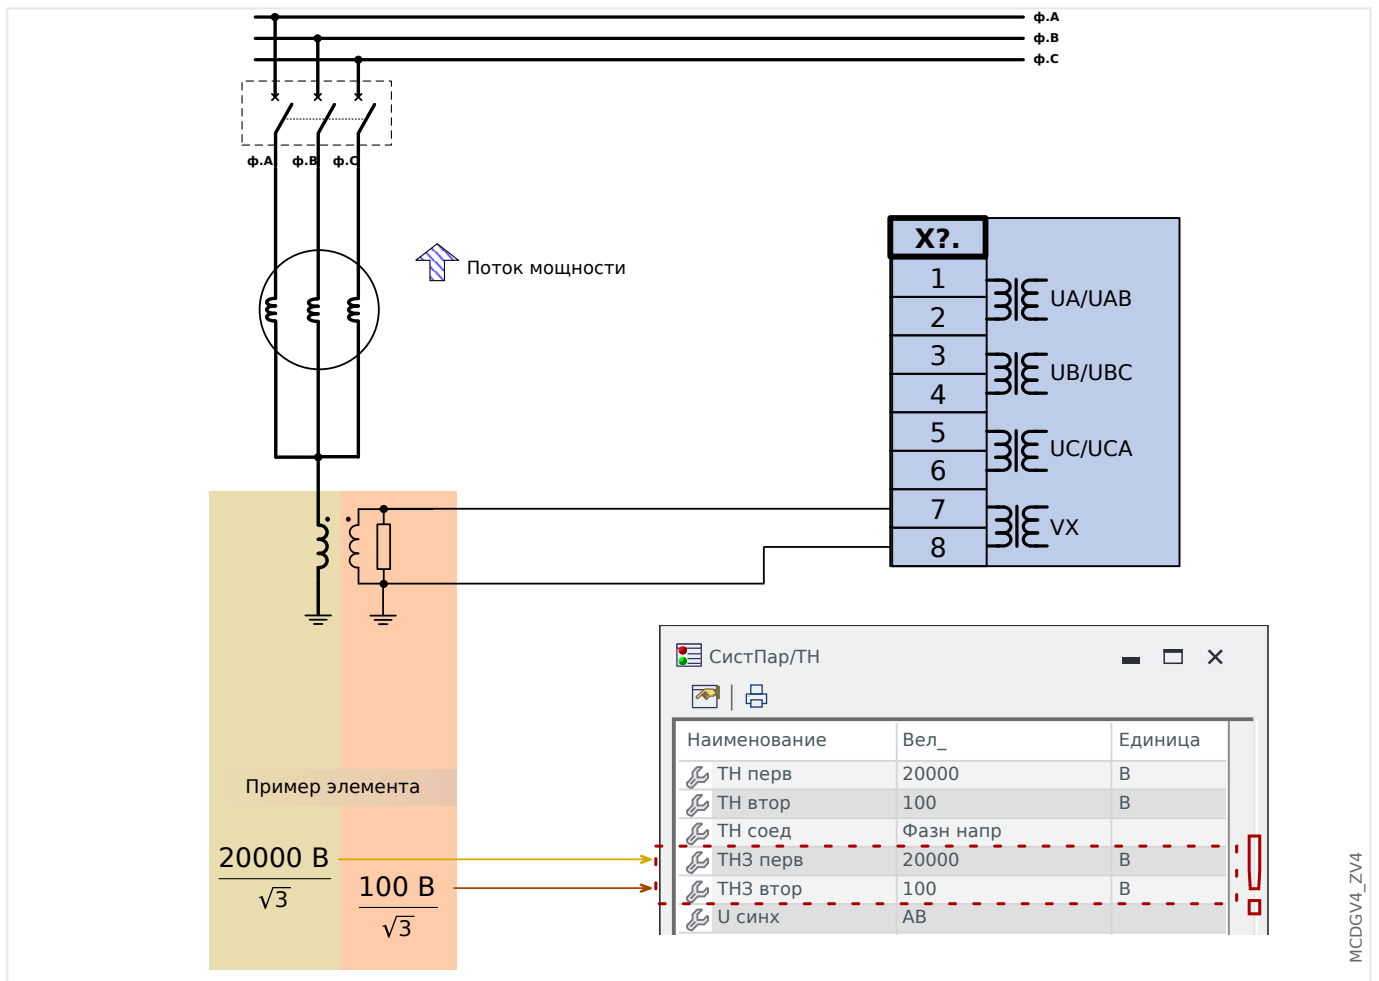 ф.A
ф.B
ф.C
ф.A ф.B ф.C
Поток мощности
X?.
1
2
3
4
5
6
7
8
UA/UAB
UB/UBC
UC/UCA
VX
СистПар/ТН
Наименование Вел_ Единица
ТН перв 20000 В
ТН втор 100 В
ТН соед Фазн напр
ТНЗ перв 20000 В
ТНЗ втор 100 В
U синх AB
Пример элемента
20000 В
√3
100 В
√3
MCDGV4_ZV4